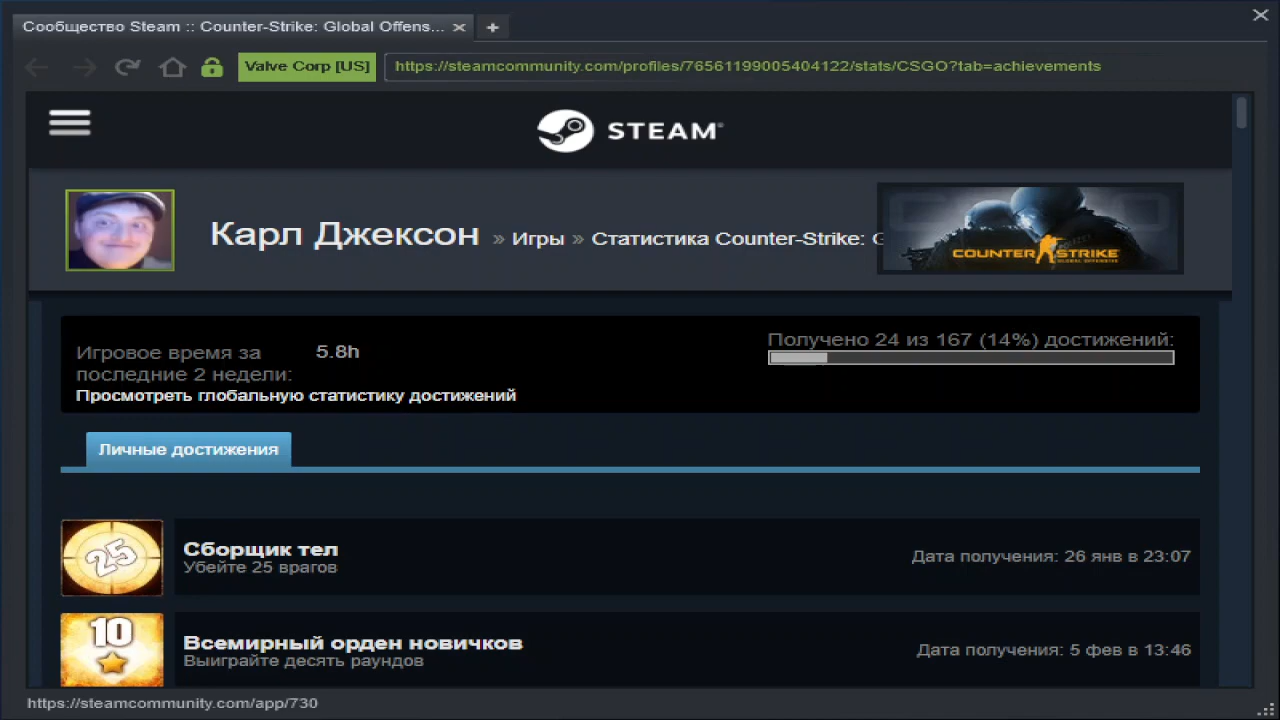 Сообщество Steam :: Counter-Strike: Global Offens...
Valve Corp [US]
https://steamcommunity.com/profiles/76561199005404122/stats/CSGO?tab=achievements
STEAM
Карл Джексон » Игры » Статистика Counter-Strike: G
COUNTER STRIKE
GLOBAL OFFENSIVE
Игровое время за
последние 2 недели:
5.8h
Получено 24 из 167 (14%) достижений:
Просмотреть глобальную статистику достижений
Личные достижения
25
Сборщик тел
Убейте 25 врагов
Дата получения: 26 янв в 23:07
10
Всемирный орден новичков
Выиграйте десять раундов
Дата получения: 5 фев в 13:46
https://steamcommunity.com/app/730